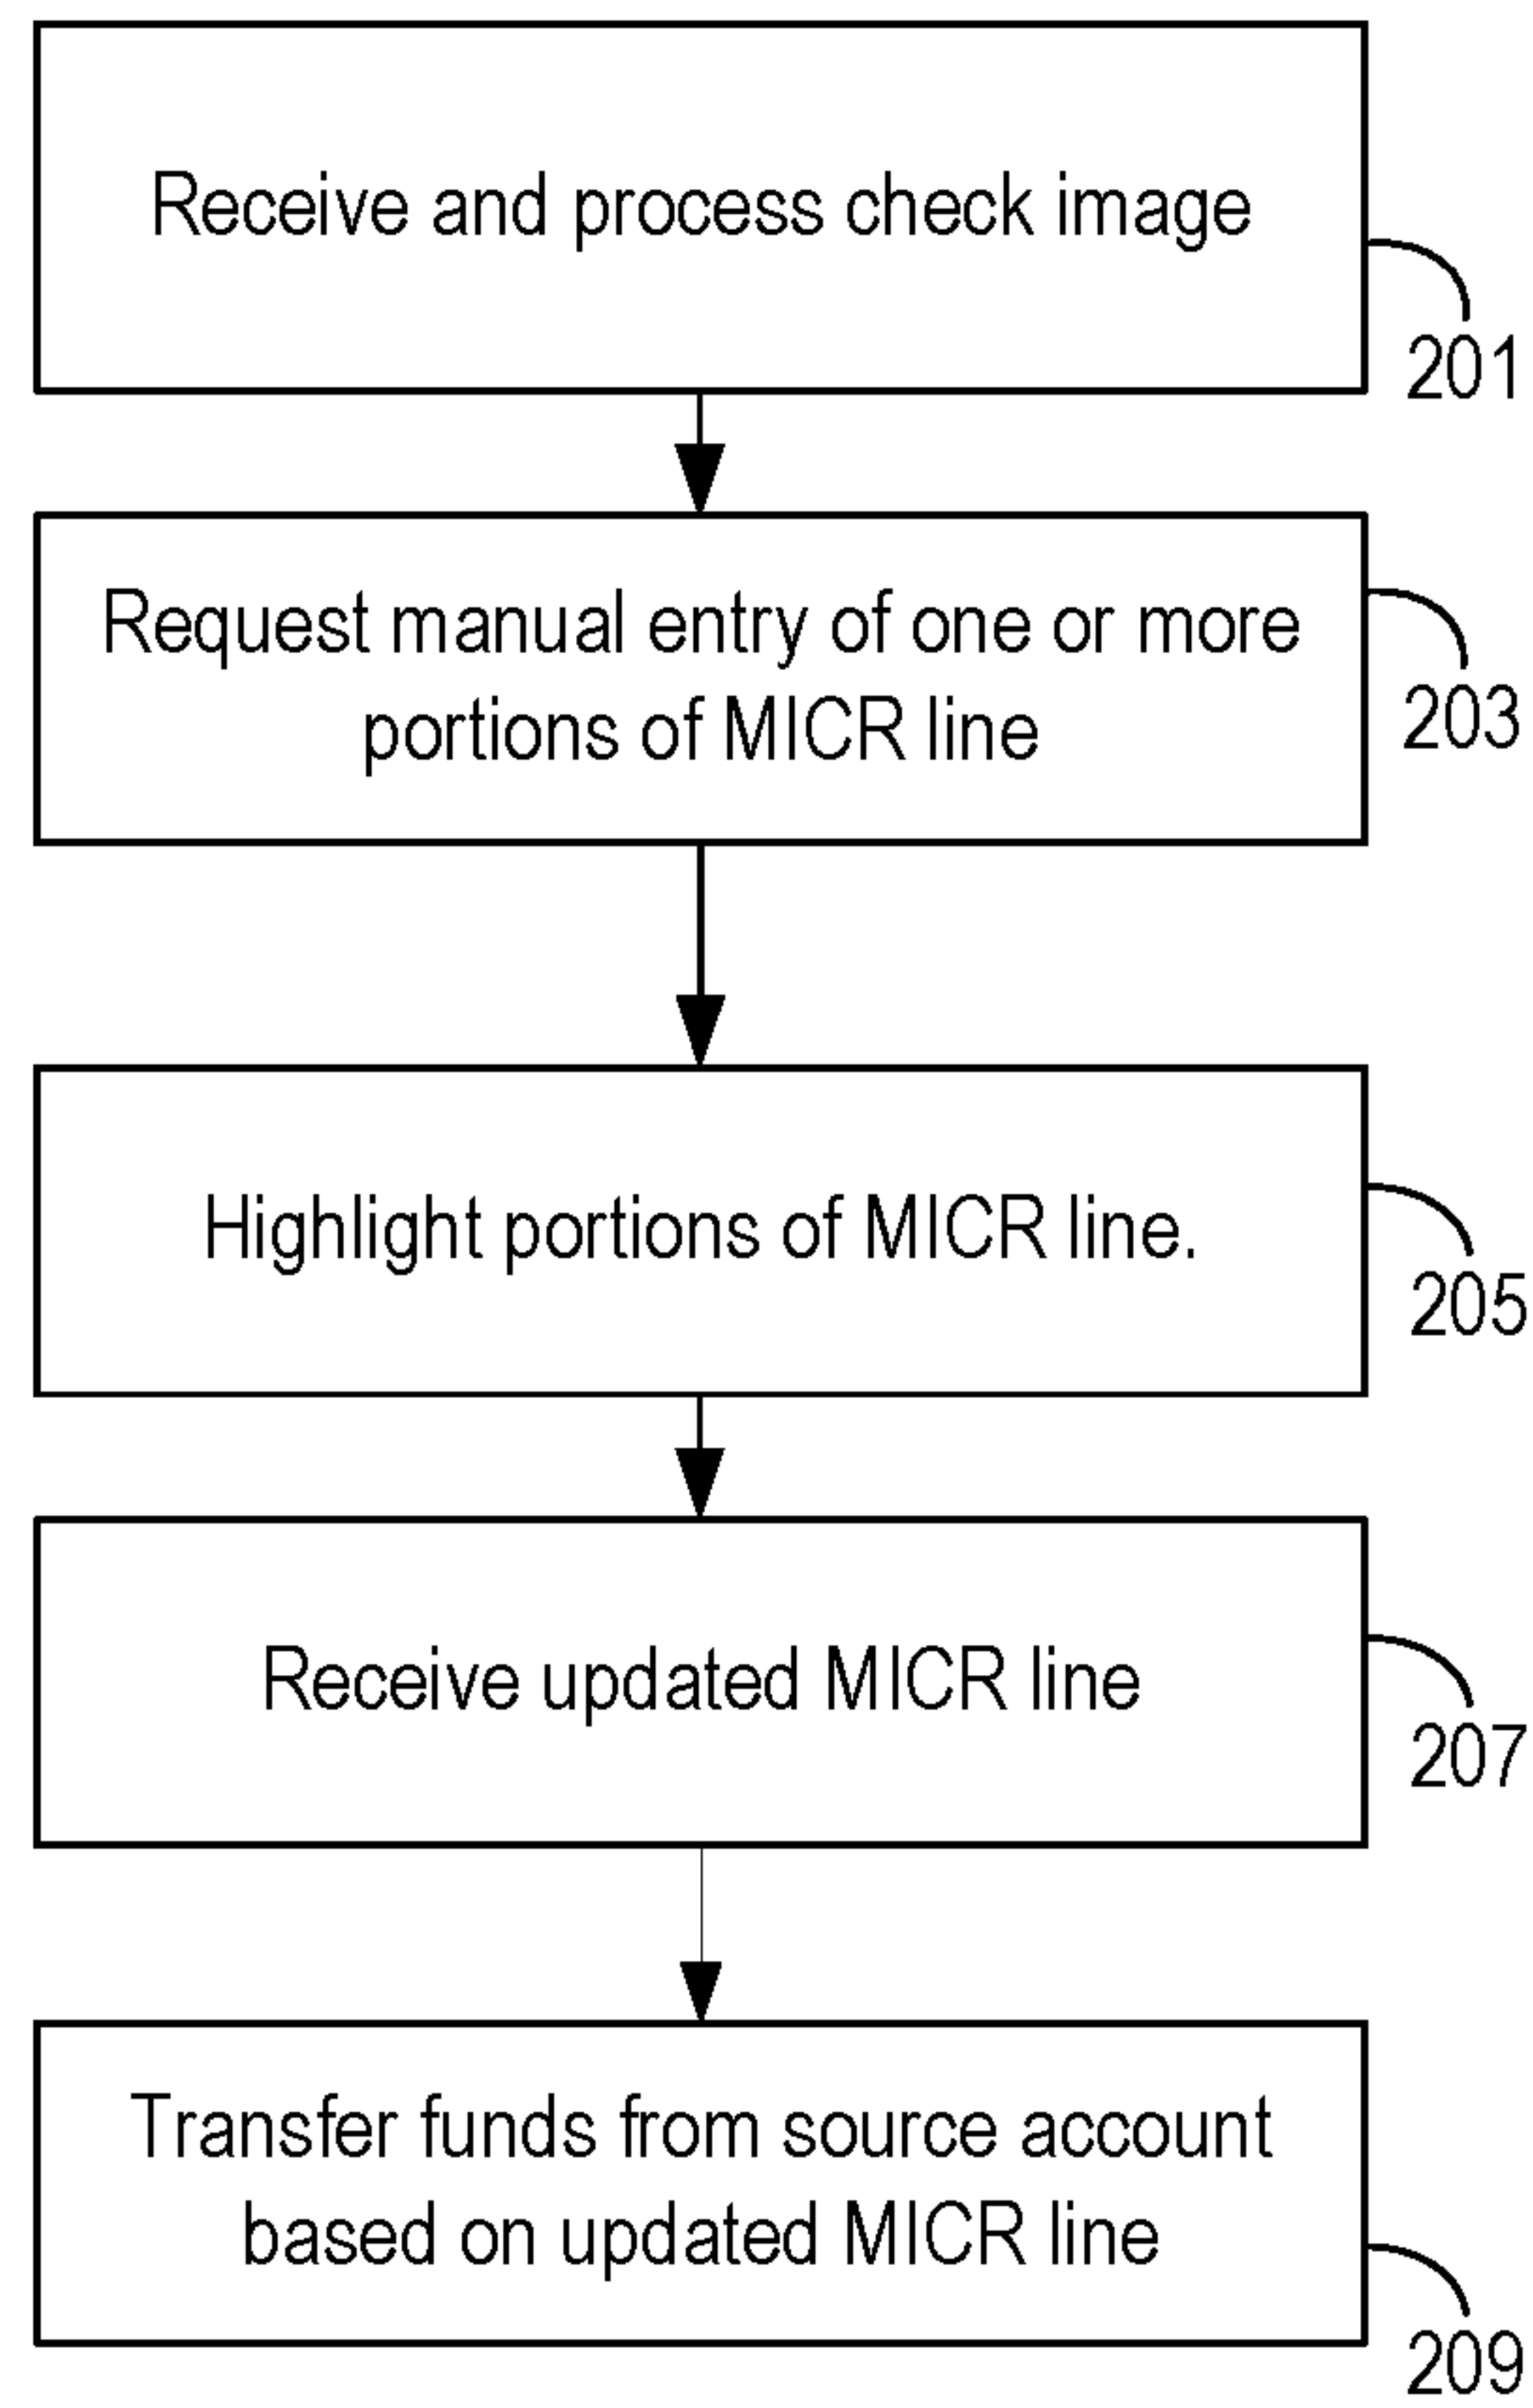 Receive and process check image
201
Request manual entry of one or more
portions of MICR line
203
Highlight portions of MICR line.
205
Receive updated MICR line
207
Transfer funds from source account
based on updated MICR line
209